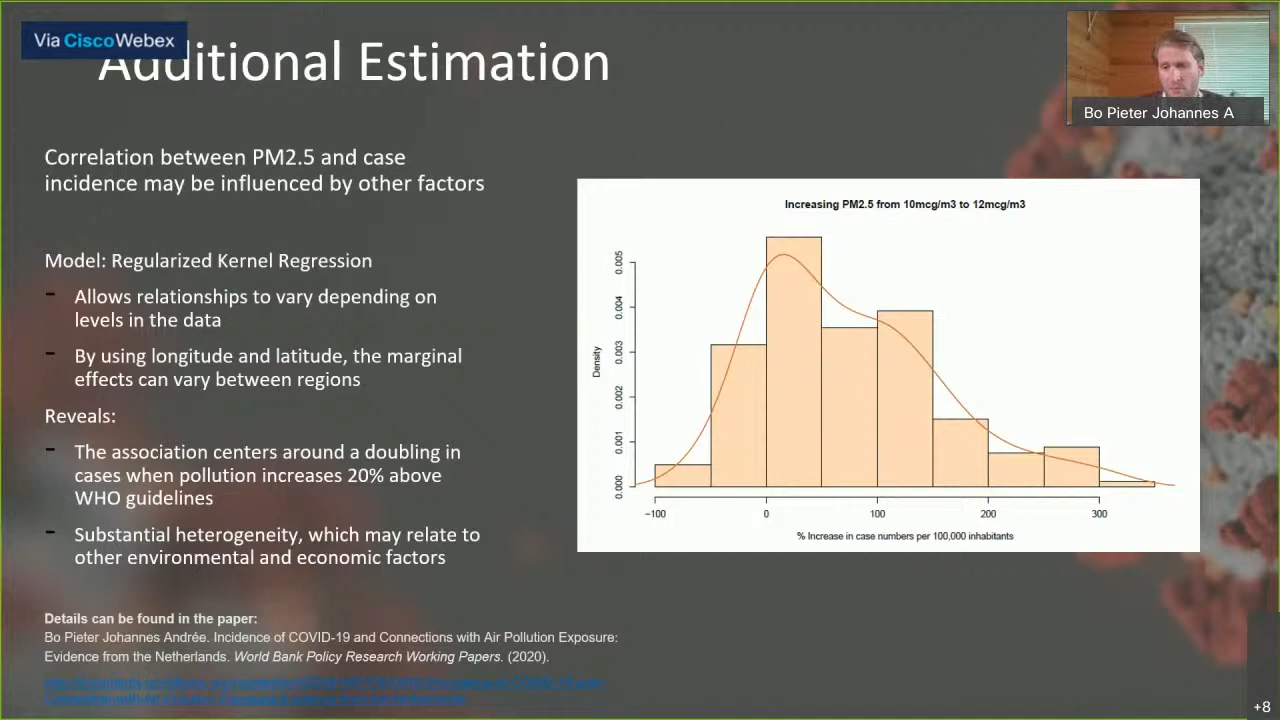 Via CiscoWebex
Additional Estimation
Bo Pieter Johannes A
Correlation between PM2.5 and case
incidence may be influenced by other factors
Model: Regularized Kernel Regression
- Allows relationships to vary depending on
levels in the data
- By using longitude and latitude, the marginal
effects can vary between regions
Reveals:
- The association centers around a doubling in
cases when pollution increases 20% above
WHO guidelines
- Substantial heterogeneity, which may relate to
other environmental and economic factors
Increasing PM2.5 from 10mcg/m3 to 12mcg/m3
Density
0.005
0.004
0.003
0.002
0.001
0.000
−100 0 100 200 300
% Increase in case numbers per 100,000 inhabitants
Details can be found in the paper:
Bo Pieter Johannes Andrée. Incidence of COVID-19 and Connections with Air Pollution Exposure:
Evidence from the Netherlands. World Bank Policy Research Working Papers. (2020).
+8